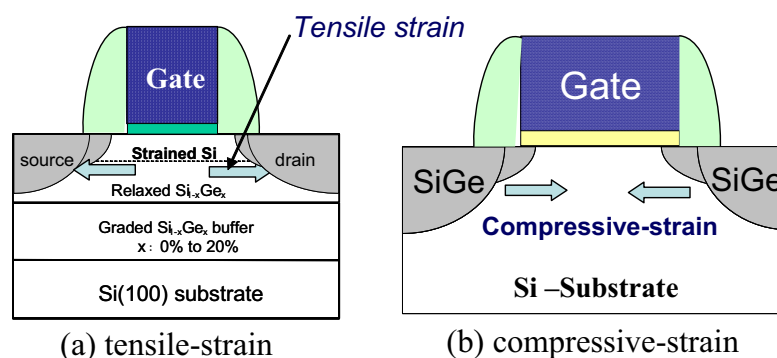 Tensile strain
Gate
source
Strained Si
drain
Relaxed Si₁₋ₓGeₓ
Graded Si₁₋ₓGeₓ buffer
x : 0% to 20%
Si(100) substrate
(a) tensile-strain
Gate
SiGe
SiGe
Compressive-strain
Si –Substrate
(b) compressive-strain